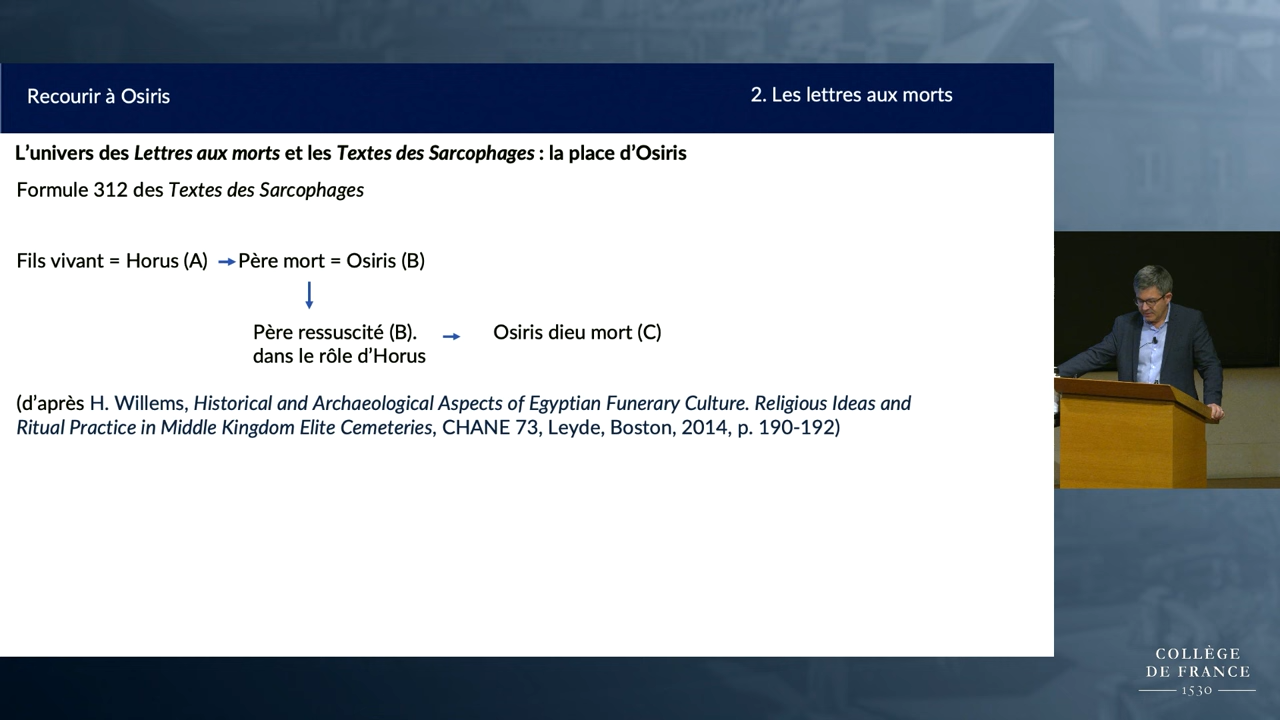 Recourir à Osiris
2. Les lettres aux morts
L'univers des Lettres aux morts et les Textes des Sarcophages : la place d'Osiris
Formule 312 des Textes des Sarcophages
Fils vivant = Horus (A) → Père mort = Osiris (B)
↓
Père ressuscité (B). → Osiris dieu mort (C)
dans le rôle d'Horus
(d'après H. Willems, Historical and Archaeological Aspects of Egyptian Funerary Culture. Religious Ideas and
Ritual Practice in Middle Kingdom Elite Cemeteries, CHANE 73, Leyde, Boston, 2014, p. 190-192)
COLLÈGE
DE FRANCE
1530